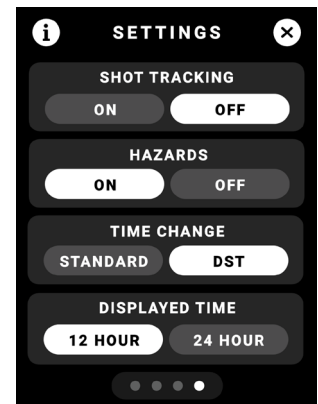 i SETTINGS ×
SHOT TRACKING
ON OFF
HAZARDS
ON OFF
TIME CHANGE
STANDARD DST
DISPLAYED TIME
12 HOUR 24 HOUR